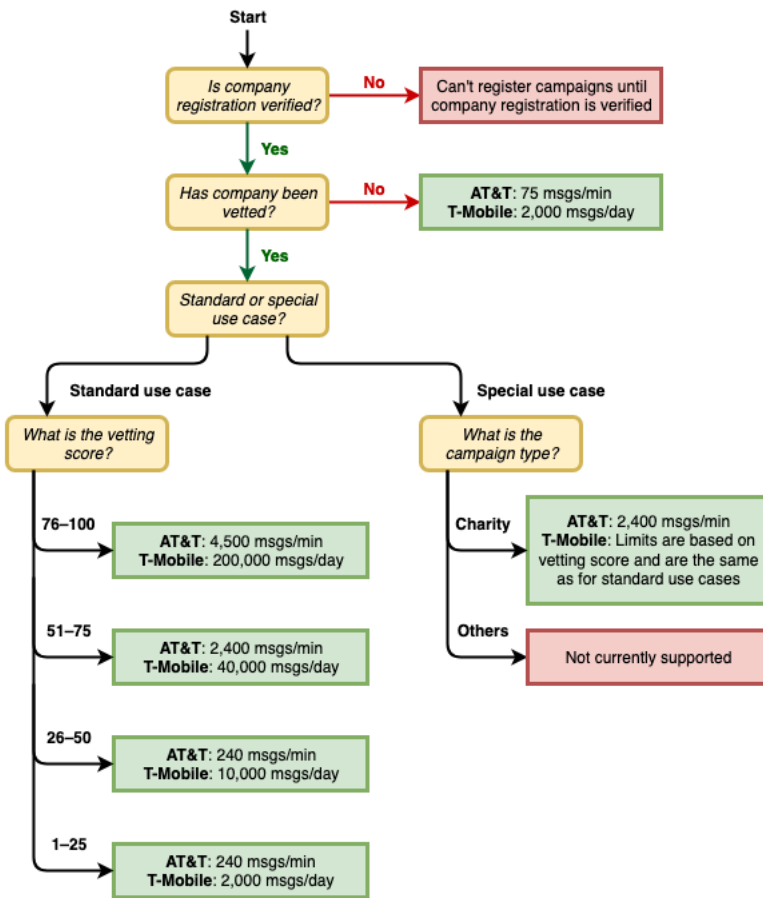 Start
Is company
registration verified?
No
Can't register campaigns until
company registration is verified
Yes
Has company been
vetted?
No
AT&T: 75 msgs/min
T-Mobile: 2,000 msgs/day
Yes
Standard or special
use case?
Standard use case
Special use case
What is the vetting
score?
What is the
campaign type?
76–100
AT&T: 4,500 msgs/min
T-Mobile: 200,000 msgs/day
Charity
AT&T: 2,400 msgs/min
T-Mobile: Limits are based on
vetting score and are the same
as for standard use cases
51–75
AT&T: 2,400 msgs/min
T-Mobile: 40,000 msgs/day
Others
Not currently supported
26–50
AT&T: 240 msgs/min
T-Mobile: 10,000 msgs/day
1–25
AT&T: 240 msgs/min
T-Mobile: 2,000 msgs/day